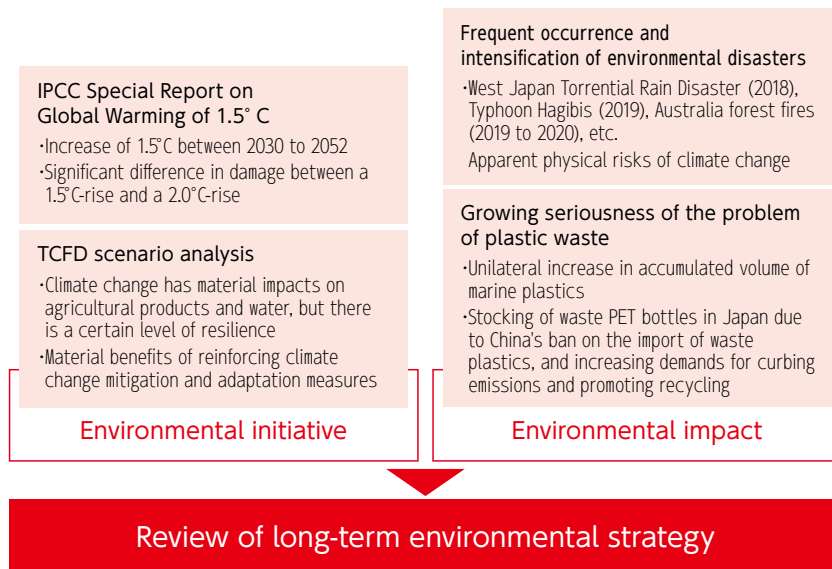 IPCC Special Report on
Global Warming of 1.5° C
･Increase of 1.5°C between 2030 to 2052
･Significant difference in damage between a
1.5°C-rise and a 2.0°C-rise
TCFD scenario analysis
･Climate change has material impacts on
agricultural products and water, but there
is a certain level of resilience
･Material benefits of reinforcing climate
change mitigation and adaptation measures
Environmental initiative
Frequent occurrence and
intensification of environmental disasters
･West Japan Torrential Rain Disaster (2018),
Typhoon Hagibis (2019), Australia forest fires
(2019 to 2020), etc.
Apparent physical risks of climate change
Growing seriousness of the problem
of plastic waste
･Unilateral increase in accumulated volume of
marine plastics
･Stocking of waste PET bottles in Japan due
to China's ban on the import of waste
plastics, and increasing demands for curbing
emissions and promoting recycling
Environmental impact
Review of long-term environmental strategy